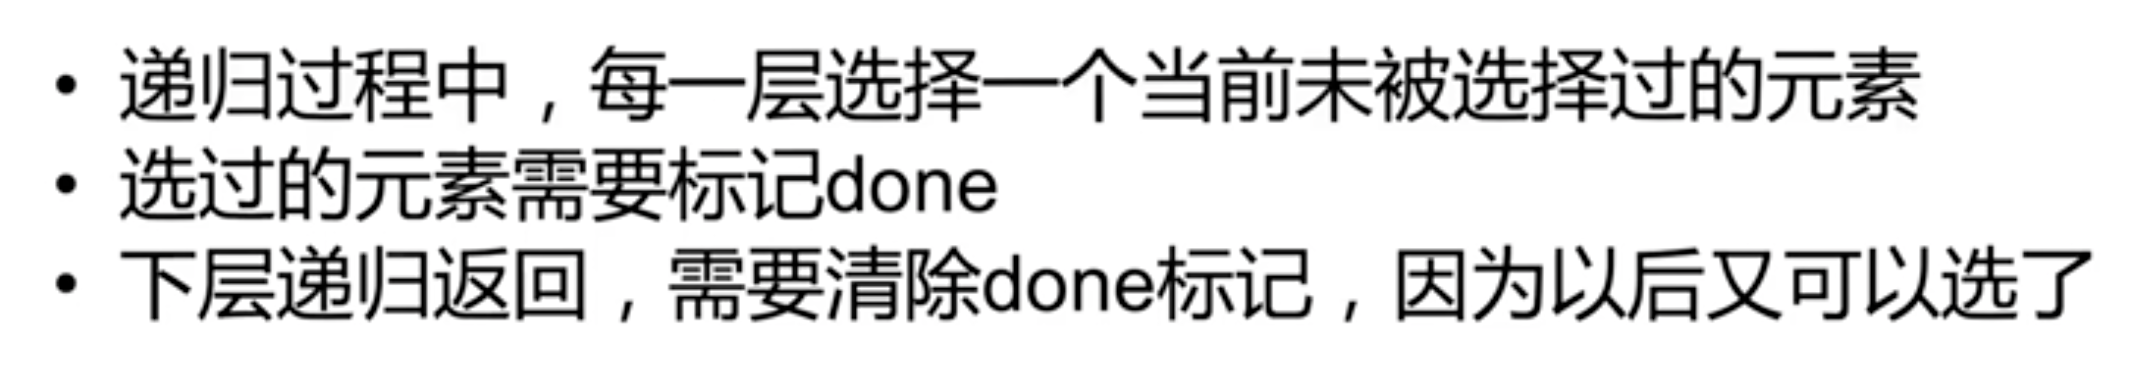 • 递归过程中，每一层选择一个当前未被选择过的元素
• 选过的元素需要标记done
• 下层递归返回，需要清除done标记，因为以后又可以选了